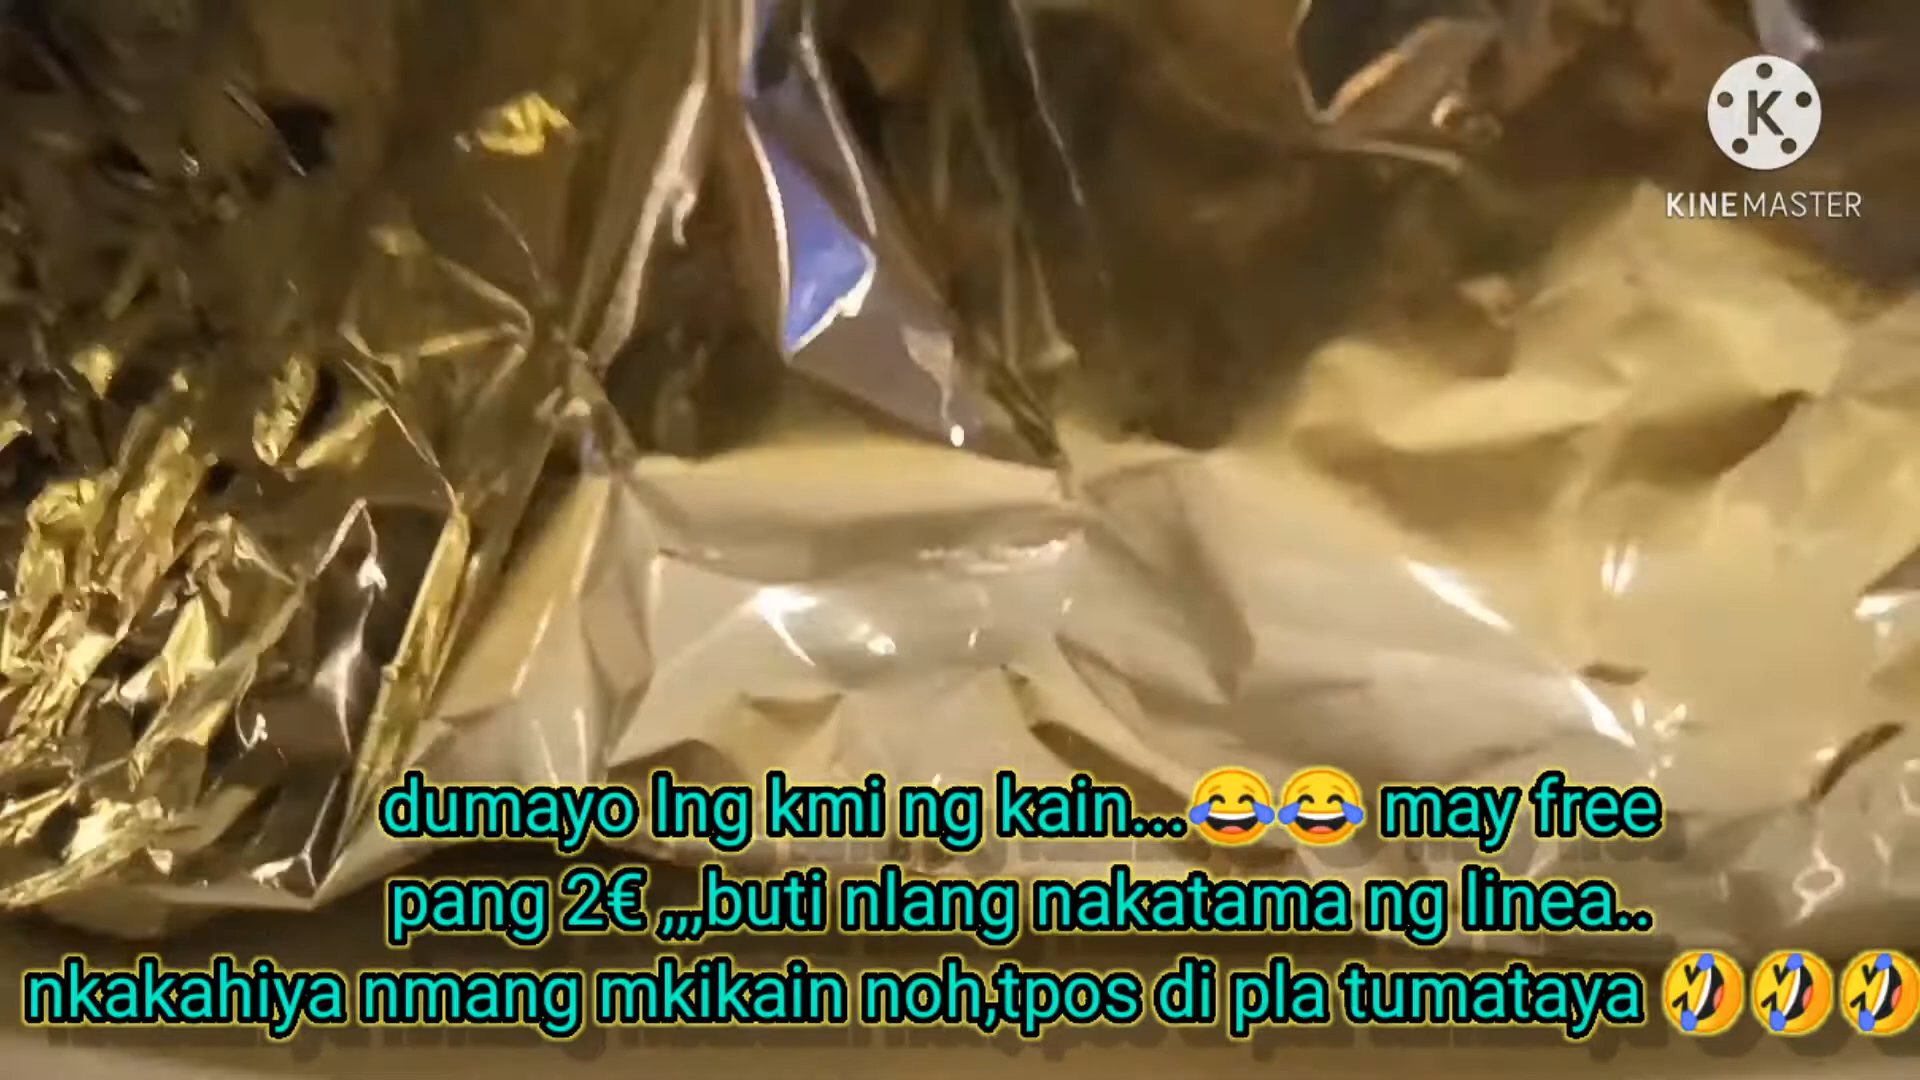 K
KINEMASTER
dumayo lng kmi ng kain...😂😂 may free
pang 2€ ,,,buti nlang nakatama ng linea..
nkakahiya nmang mkikain noh,tpos di pla tumataya 🤣🤣🤣